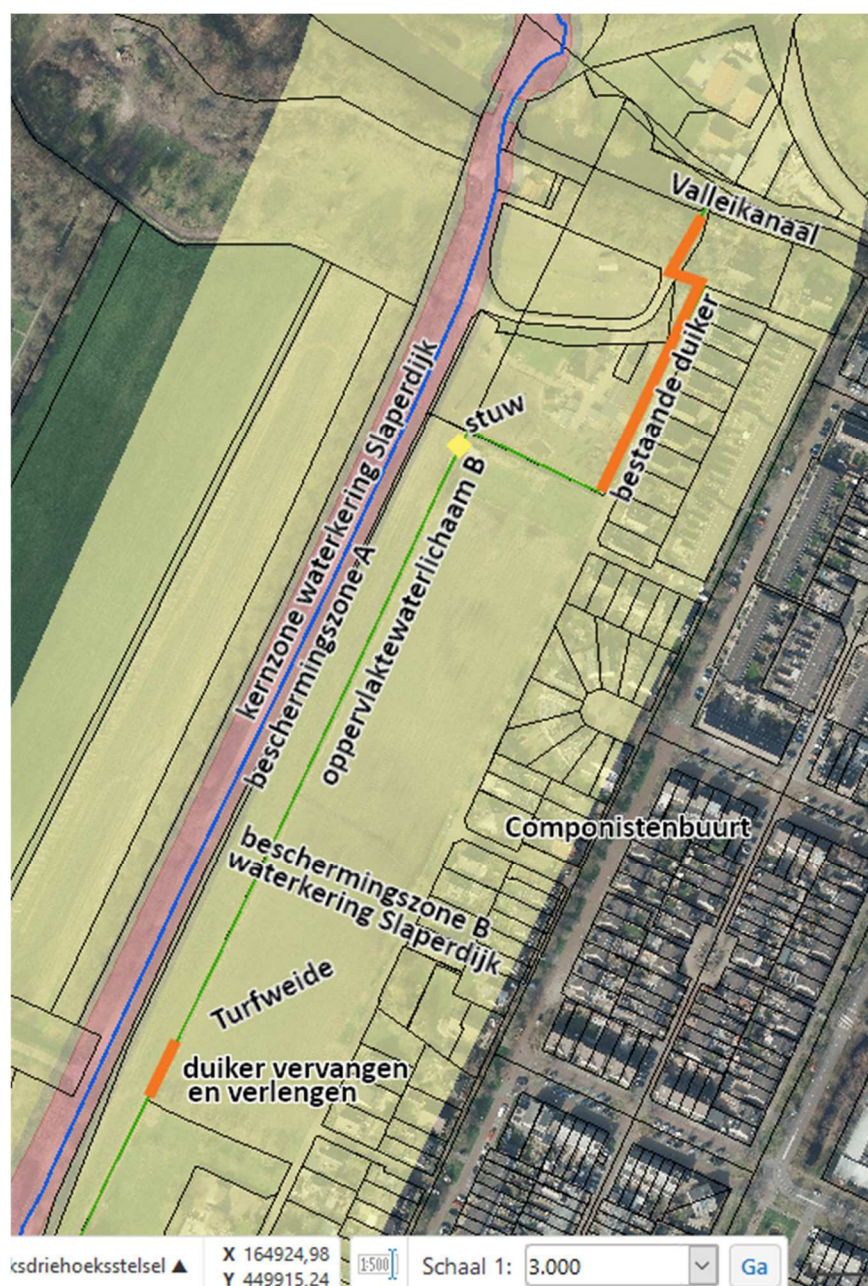 Valleikanaal
bestaande duiker
stuw
kernzone waterkering Slaperdijk
beschermingszone A
oppervlaktewaterlichaam B
Componistenbuurt
beschermingszone B
waterkering Slaperdijk
Turfweide
duiker vervangen
en verlengen
ksdriehoeksstelsel ▲
X 164924,98
Y 449915,24
1:500
Schaal 1:
3.000
Ga